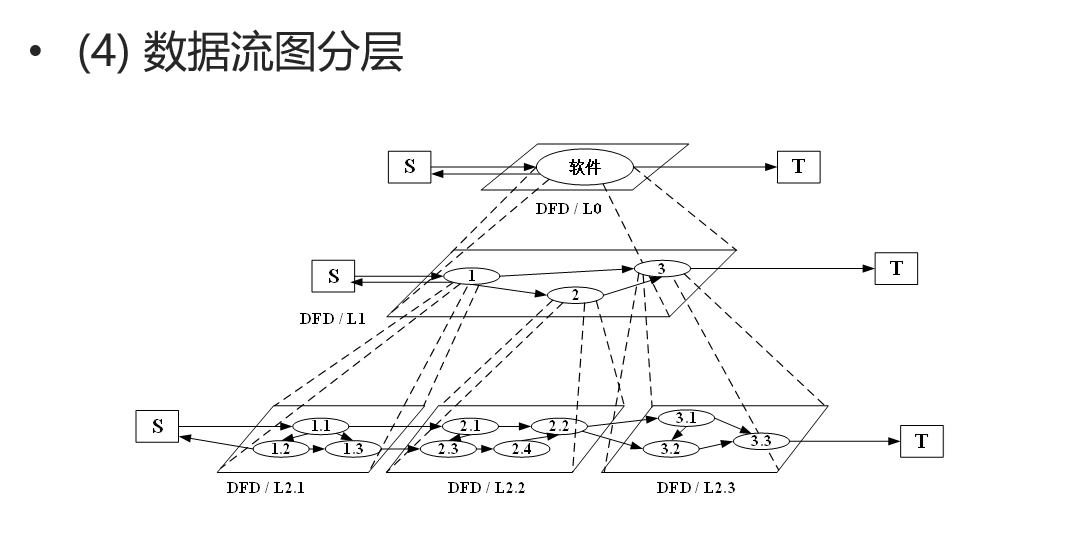 • (4) 数据流图分层
S 软件 T
DFD / L0
S 1 3 T
2
DFD / L1
S 1.1 2.1 2.2 3.1 T
1.2 1.3 2.3 2.4 3.2 3.3
DFD / L2.1 DFD / L2.2 DFD / L2.3